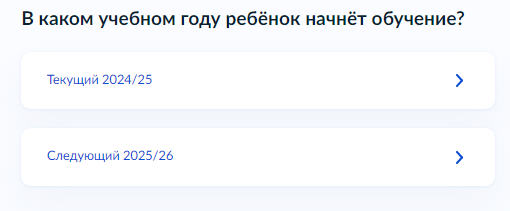 В каком учебном году ребёнок начнёт обучение?
Текущий 2024/25
Следующий 2025/26